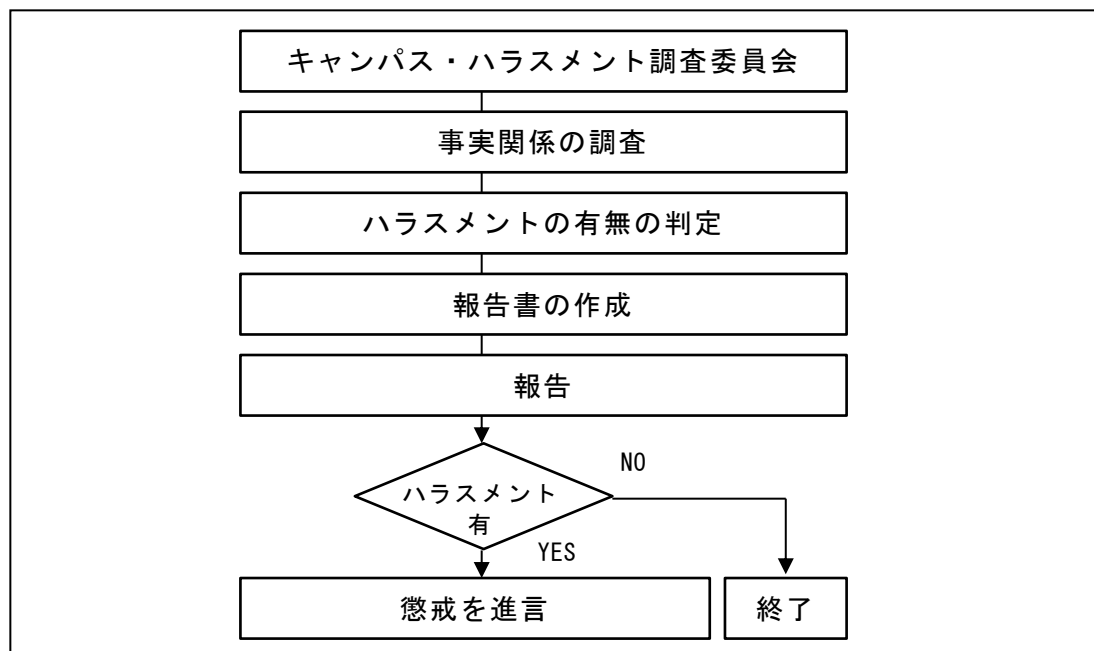 キャンパス・ハラスメント調査委員会
事実関係の調査
ハラスメントの有無の判定
報告書の作成
報告
NO
ハラスメント
有
YES
懲戒を進言
終了